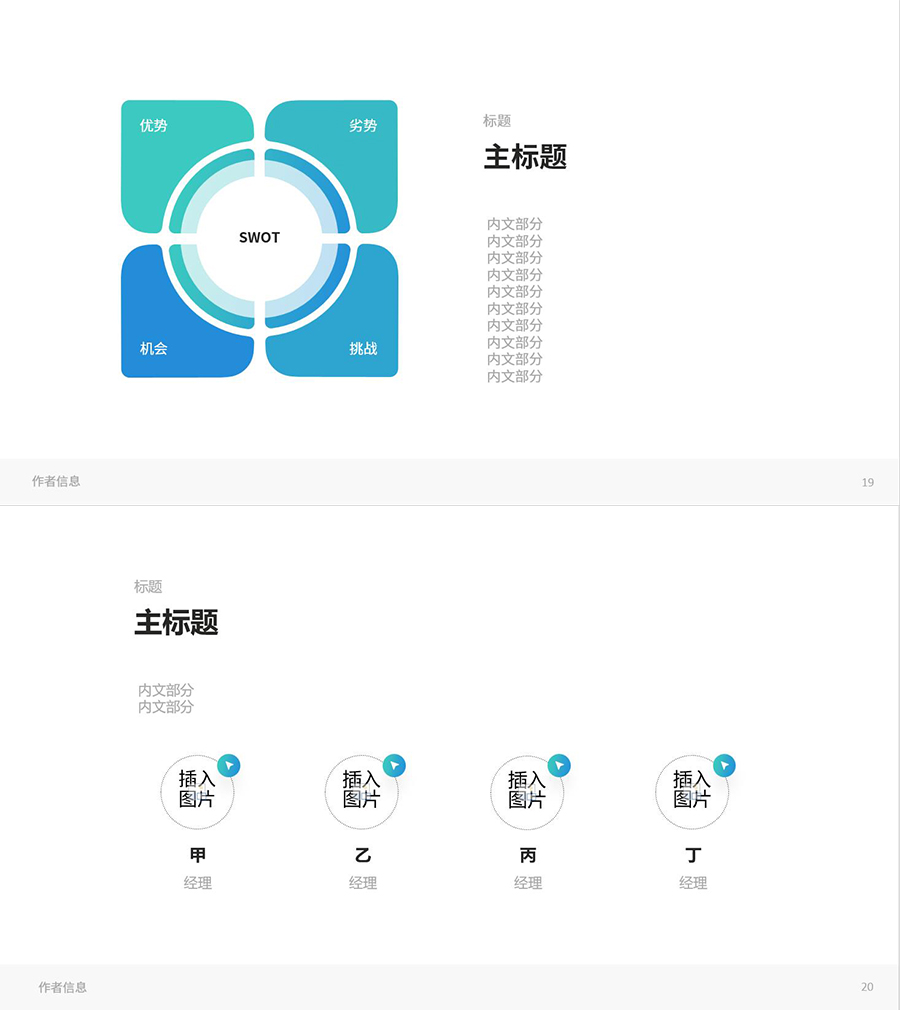 优势
劣势
SWOT
机会
挑战
标题
主标题
内文部分
内文部分
内文部分
内文部分
内文部分
内文部分
内文部分
内文部分
内文部分
内文部分
作者信息
19
标题
主标题
内文部分
内文部分
插入
图片
插入
图片
插入
图片
插入
图片
甲
乙
丙
丁
经理
经理
经理
经理
作者信息
20